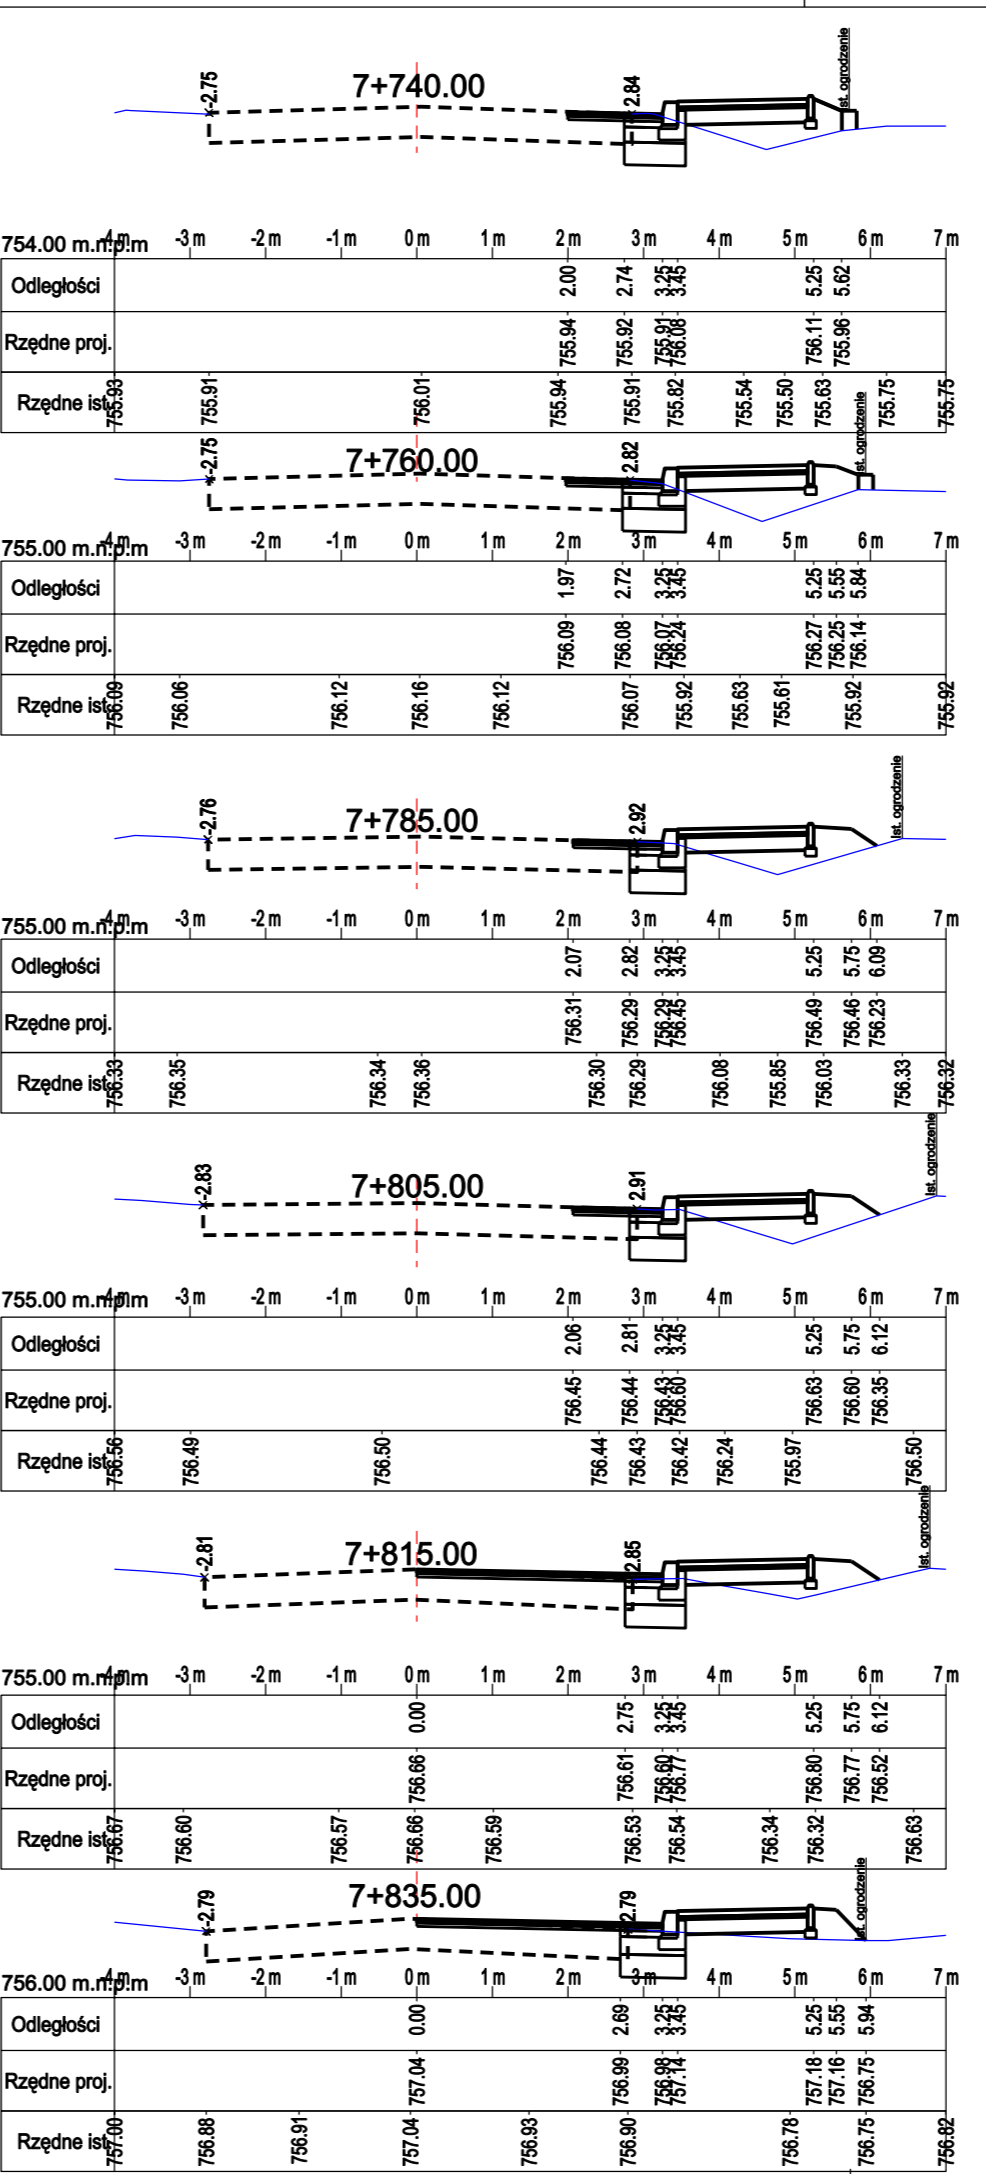 7+740.00
-2.75
2.84
Ist. ogrodzenie
754.00 m.n.p.m
-4 m -3 m -2 m -1 m 0 m 1 m 2 m 3 m 4 m 5 m 6 m 7 m
Odległości 2.00 2.74 3.25 3.45 5.25 5.62
Rzędne proj. 755.94 755.92 755.91 756.08 756.11 755.96
Rzędne ist. 755.93 755.91 756.01 755.94 755.91 755.82 755.54 755.50 755.63 755.75 755.75
7+760.00
-2.75
2.82
Ist. ogrodzenie
755.00 m.n.p.m
-4 m -3 m -2 m -1 m 0 m 1 m 2 m 3 m 4 m 5 m 6 m 7 m
Odległości 1.97 2.72 3.25 3.45 5.25 5.55 5.84
Rzędne proj. 756.09 756.08 756.07 756.24 756.27 756.25 756.14
Rzędne ist. 756.09 756.06 756.12 756.16 756.12 756.07 755.92 755.63 755.61 755.92 755.92
7+785.00
-2.76
2.92
Ist. ogrodzenie
755.00 m.n.p.m
-4 m -3 m -2 m -1 m 0 m 1 m 2 m 3 m 4 m 5 m 6 m 7 m
Odległości 2.07 2.82 3.25 3.45 5.25 5.75 6.09
Rzędne proj. 756.31 756.29 756.29 756.45 756.49 756.46 756.23
Rzędne ist. 756.33 756.35 756.34 756.36 756.30 756.29 756.08 755.85 756.03 756.33 756.32
7+805.00
-2.83
2.91
Ist. ogrodzenie
755.00 m.n.p.m
-4 m -3 m -2 m -1 m 0 m 1 m 2 m 3 m 4 m 5 m 6 m 7 m
Odległości 2.06 2.81 3.25 3.45 5.25 5.75 6.12
Rzędne proj. 756.45 756.44 756.43 756.60 756.63 756.60 756.35
Rzędne ist. 756.56 756.49 756.50 756.44 756.43 756.42 756.24 755.97 756.50
7+815.00
-2.81
2.85
Ist. ogrodzenie
755.00 m.n.p.m
-4 m -3 m -2 m -1 m 0 m 1 m 2 m 3 m 4 m 5 m 6 m 7 m
Odległości 0.00 2.75 3.25 3.45 5.25 5.75 6.12
Rzędne proj. 756.66 756.61 756.60 756.77 756.80 756.77 756.52
Rzędne ist. 756.67 756.60 756.57 756.66 756.59 756.53 756.54 756.34 756.32 756.63
7+835.00
-2.79
2.79
Ist. ogrodzenie
756.00 m.n.p.m
-4 m -3 m -2 m -1 m 0 m 1 m 2 m 3 m 4 m 5 m 6 m 7 m
Odległości 0.00 2.69 3.25 3.45 5.25 5.55 5.94
Rzędne proj. 757.04 756.99 756.98 757.14 757.18 757.16 756.75
Rzędne ist. 757.00 756.88 756.91 757.04 756.93 756.90 756.78 756.75 756.82